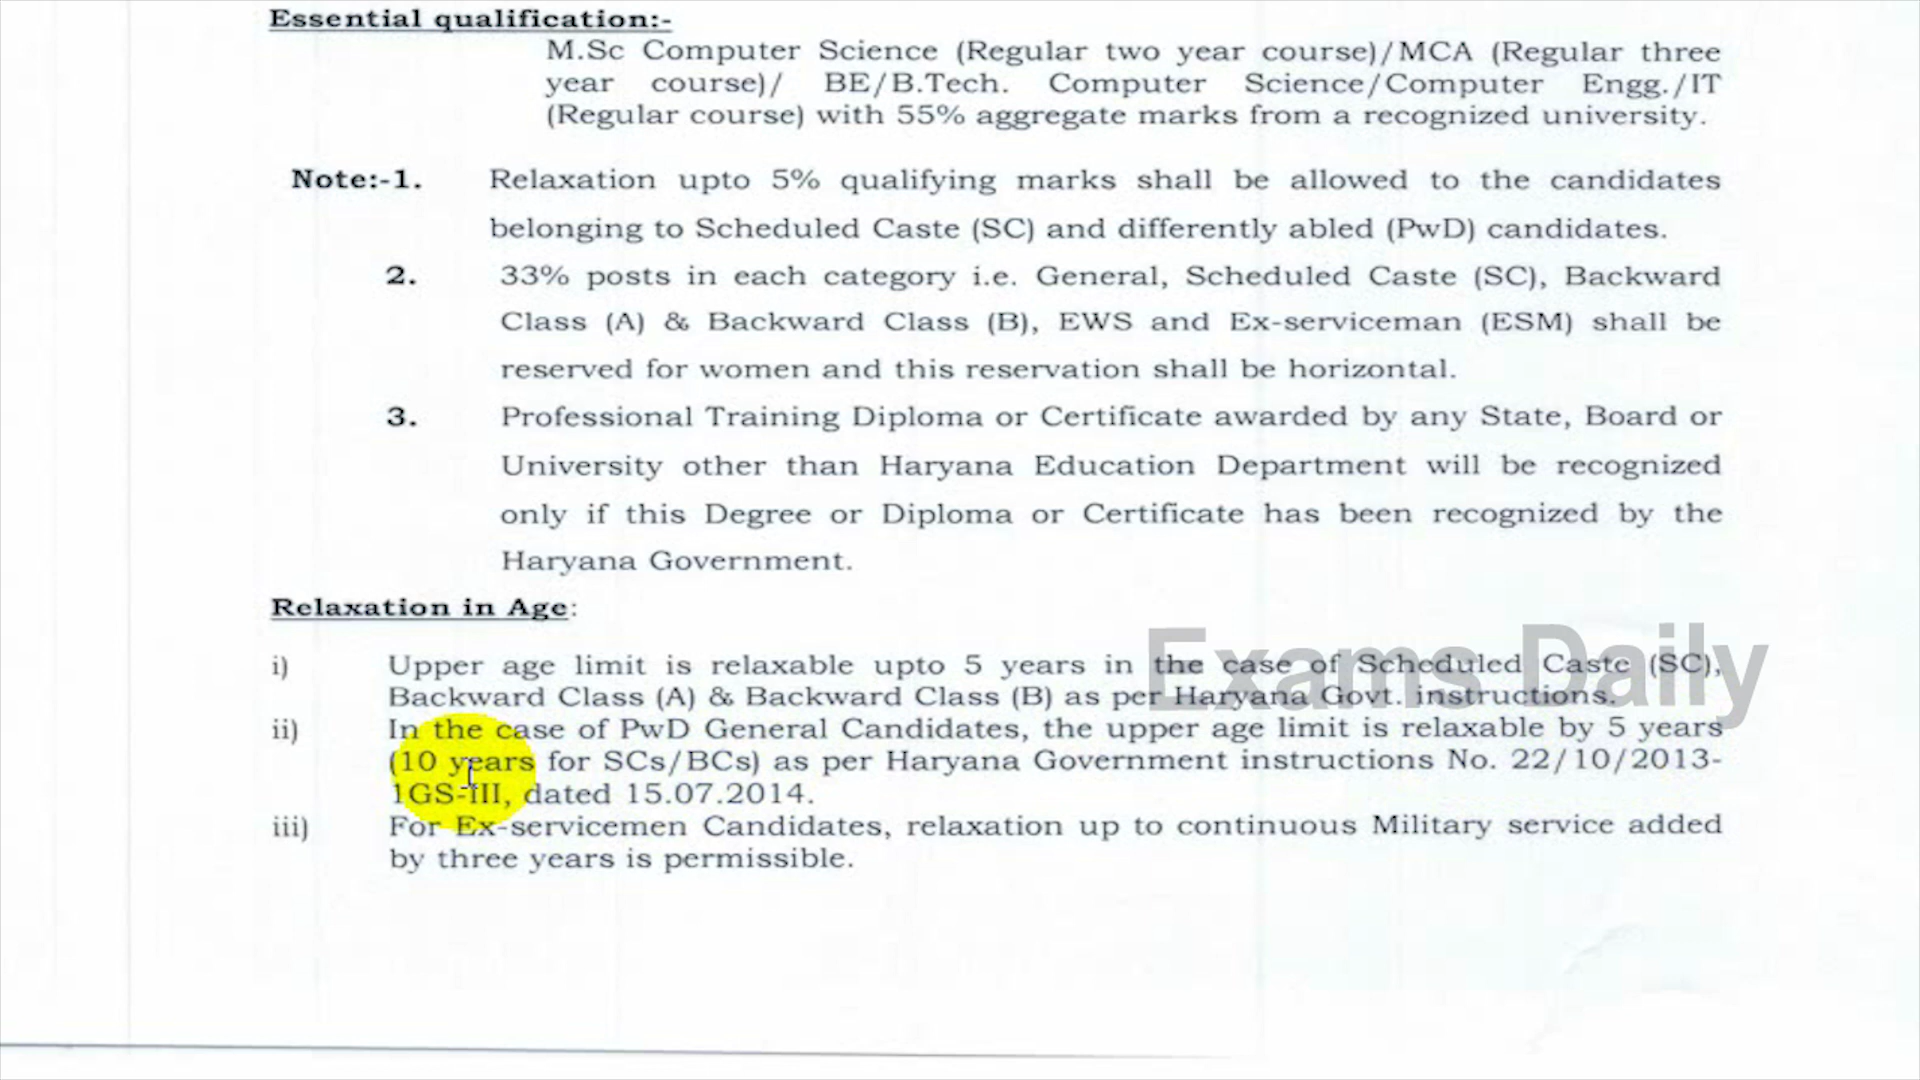 Essential qualification:-
M.Sc Computer Science (Regular two year course)/MCA (Regular three
year course)/ BE/B.Tech. Computer Science/Computer Engg./IT
(Regular course) with 55% aggregate marks from a recognized university.
Note:-1. Relaxation upto 5% qualifying marks shall be allowed to the candidates
belonging to Scheduled Caste (SC) and differently abled (PwD) candidates.
2. 33% posts in each category i.e. General, Scheduled Caste (SC), Backward
Class (A) & Backward Class (B), EWS and Ex-serviceman (ESM) shall be
reserved for women and this reservation shall be horizontal.
3. Professional Training Diploma or Certificate awarded by any State, Board or
University other than Haryana Education Department will be recognized
only if this Degree or Diploma or Certificate has been recognized by the
Haryana Government.
Relaxation in Age:
i) Upper age limit is relaxable upto 5 years in the case of Scheduled Caste (SC),
Backward Class (A) & Backward Class (B) as per Haryana Govt. instructions.
Exams Daily
ii) In the case of PwD General Candidates, the upper age limit is relaxable by 5 years
(10 years for SCs/BCs) as per Haryana Government instructions No. 22/10/2013-
1GS-III, dated 15.07.2014.
iii) For Ex-servicemen Candidates, relaxation up to continuous Military service added
by three years is permissible.